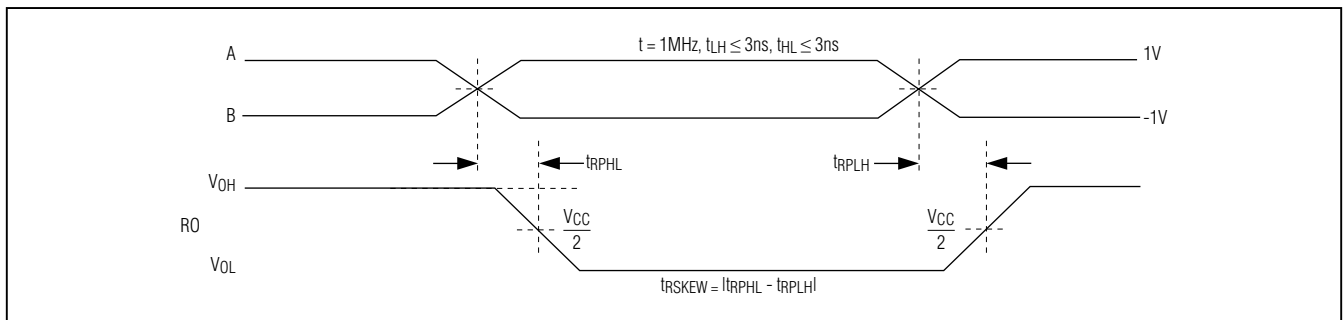 t = 1MHz, tLH ≤ 3ns, tHL ≤ 3ns
A
1V
B
-1V
tRPHL
tRPLH
VOH
RO
VCC
2
VCC
2
VOL
tRSKEW = |tRPHL - tRPLH|